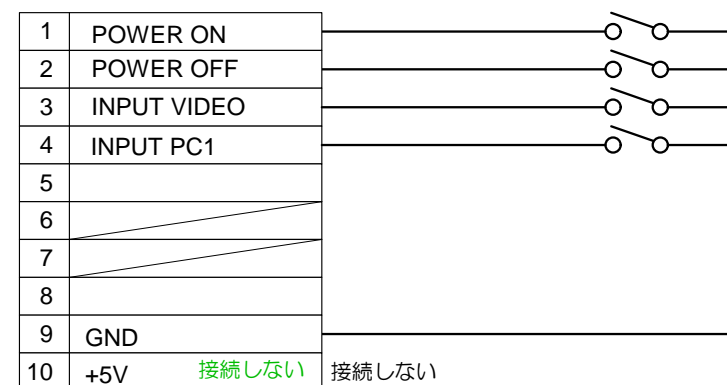 1 POWER ON
2 POWER OFF
3 INPUT VIDEO
4 INPUT PC1
5
6
7
8
9 GND
10 +5V 接続しない 接続しない